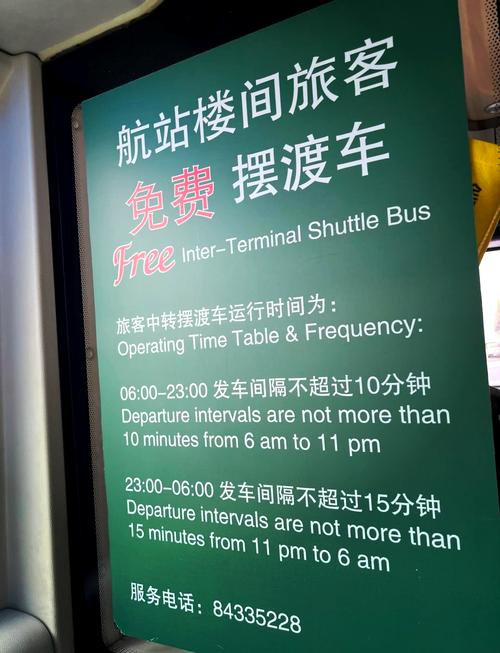 航站楼间旅客
免费 摆渡车
Free Inter-Terminal Shuttle Bus
旅客中转摆渡车运行时间为：
Operating Time Table & Frequency:
06:00-23:00 发车间隔不超过10分钟
Departure intervals are not more than
10 minutes from 6 am to 11 pm
23:00-06:00 发车间隔不超过15分钟
Departure intervals are not more than
15 minutes from 11 pm to 6 am
服务电话：84335228